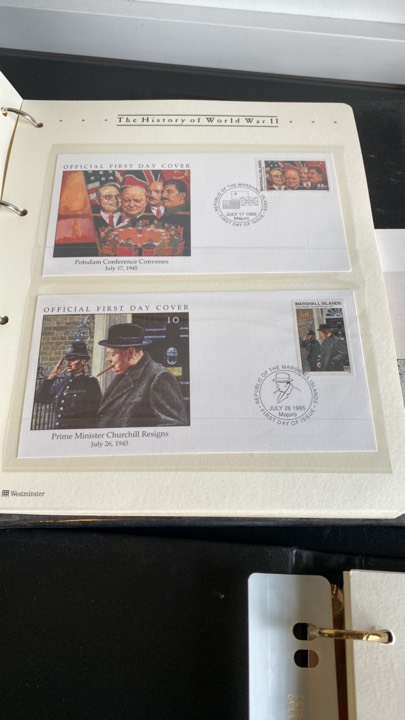 The History of World War II
OFFICIAL FIRST DAY COVER
REPUBLIC OF THE MARSHALL ISLANDS
JULY 17 1995
Majuro
FIRST DAY OF ISSUE
Potsdam Conference Convenes
July 17, 1945
OFFICIAL FIRST DAY COVER
10
MARSHALL ISLANDS
REPUBLIC OF THE MARSHALL ISLANDS
JULY 26 1995
Majuro
FIRST DAY OF ISSUE
Prime Minister Churchill Resigns
July 26, 1945
Westminster